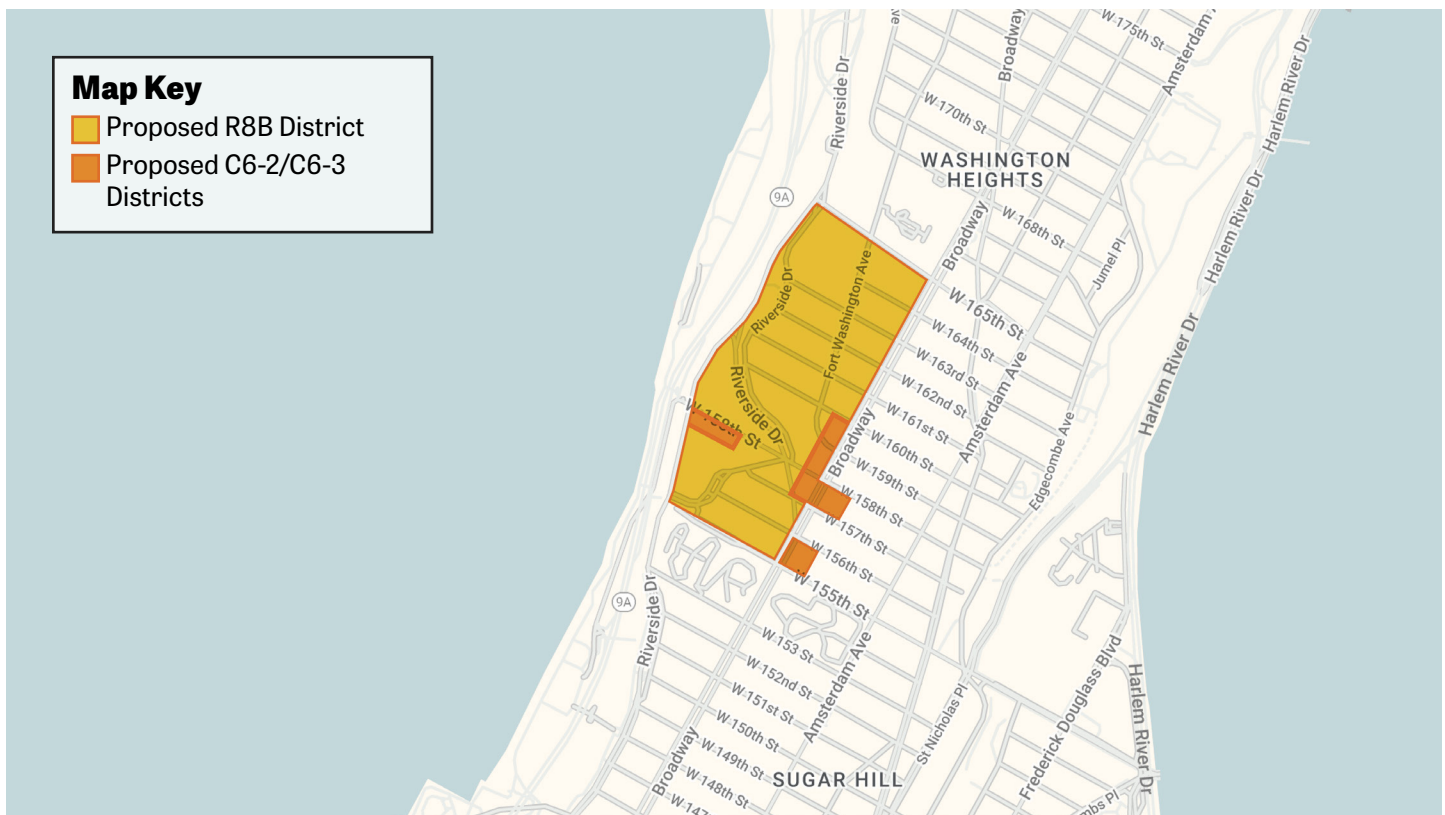 Map Key
Proposed R8B District
Proposed C6-2/C6-3
Districts
Ave
Broadway
W 175th St
Amsterdam
Harlem River Dr
Riverside Dr
W 170th St
WASHINGTON
HEIGHTS
9A
W 168th St
Jumel Pl
Harlem River Dr
Broadway
Fort Washington Ave
Riverside Dr
W 165th St
W 164th St
W 163rd St
W 162nd St
W 161st St
W 160th St
W 159th St
W 158th St
W 157th St
W 156th St
W 155th St
Riverside Dr
W 158th St
Broadway
Amsterdam Ave
Edgecombe Ave
Harlem River Dr
9A
Riverside Dr
W 153 St
W 152nd St
W 151st St
W 150th St
W 149th St
W 148th St
W 147
Broadway
Amsterdam Ave
St Nicholas Pl
Frederick Douglass Blvd
Harlem River Dr
SUGAR HILL
mbs Pl